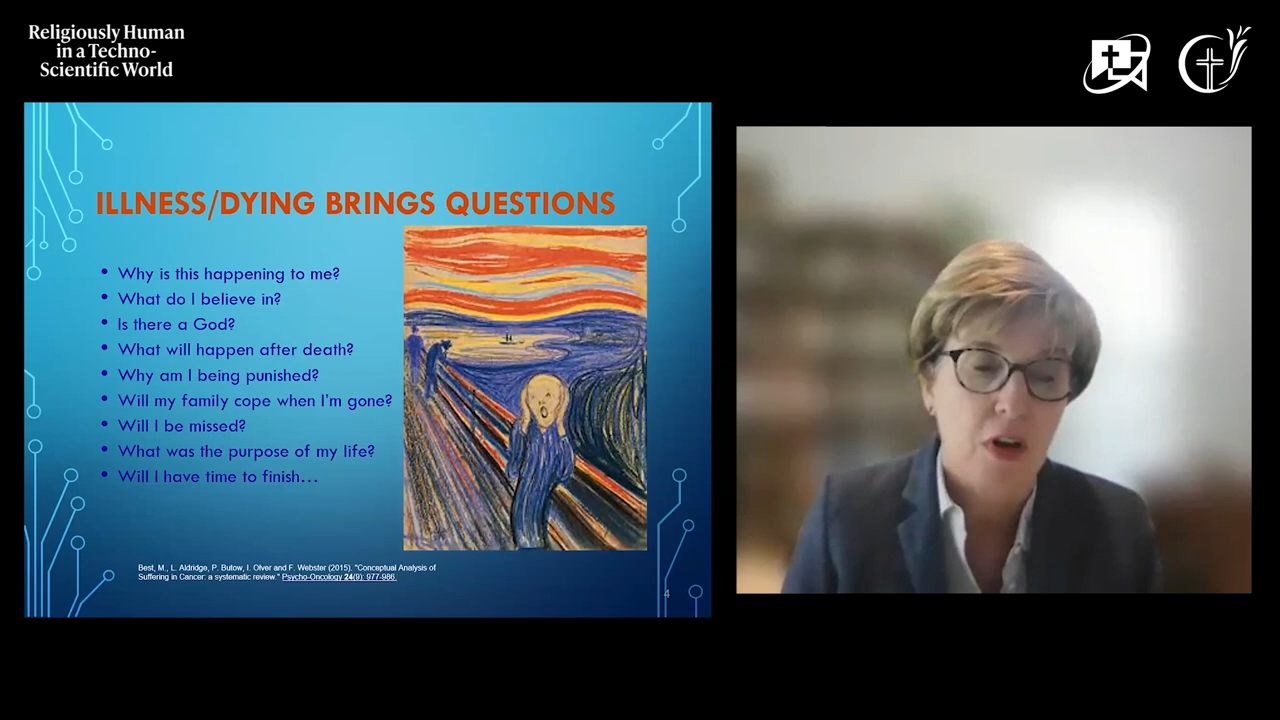 Religiously Human
in a Techno-
Scientific World
ILLNESS/DYING BRINGS QUESTIONS
• Why is this happening to me?
• What do I believe in?
• Is there a God?
• What will happen after death?
• Why am I being punished?
• Will my family cope when I'm gone?
• Will I be missed?
• What was the purpose of my life?
• Will I have time to finish…
Best, M., L. Aldridge, P. Butow, I. Olver and F. Webster (2015). "Conceptual Analysis of
Suffering in Cancer: a systematic review." Psycho-Oncology 24(9): 977-986.
4